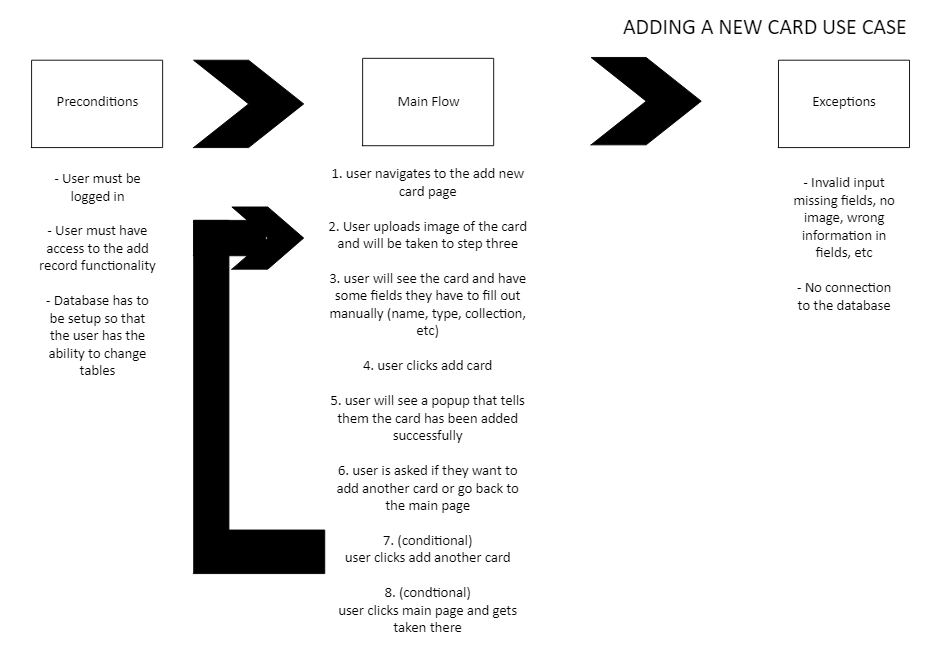 ADDING A NEW CARD USE CASE
Preconditions
- User must be
logged in
- User must have
access to the add
record functionality
- Database has to
be setup so that
the user has the
ability to change
tables
Main Flow
1. user navigates to the add new
card page
2. User uploads image of the card
and will be taken to step three
3. user will see the card and have
some fields they have to fill out
manually (name, type, collection,
etc)
4. user clicks add card
5. user will see a popup that tells
them the card has been added
successfully
6. user is asked if they want to
add another card or go back to
the main page
7. (conditional)
user clicks add another card
8. (condtional)
user clicks main page and gets
taken there
Exceptions
- Invalid input
missing fields, no
image, wrong
information in
fields, etc
- No connection
to the database